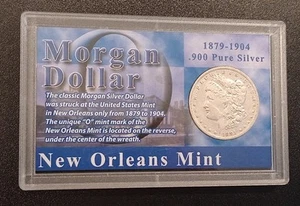 Morgan
Dollar
1879-1904
.900 Pure Silver
The classic Morgan Silver Dollar
was struck at the United States Mint
in New Orleans only from 1879 to 1904.
The unique "O" mint mark of the
New Orleans Mint is located on the reverse,
under the center of the wreath.
New Orleans Mint